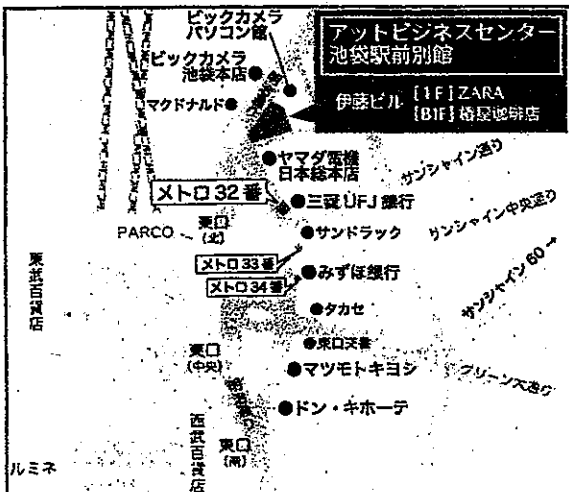 ビックカメラ
パソコン館
アットビジネスセンター
池袋駅前別館
ビックカメラ
池袋本店
マクドナルド
伊藤ビル [1F] ZARA
[B1F] 椿屋珈琲店
ヤマダ電機
日本総本店
サンシャイン通り
メトロ32番
三菱UFJ銀行
サンシャイン中央通り
PARCO
東口
(北)
サンドラッグ
メトロ33番
みずほ銀行
メトロ34番
サンシャイン60→
東武百貨店
タカセ
東口
(中央)
マツモトキヨシ
グリーン大通り
明治通り
ドン・キホーテ
西武百貨店
東口
(南)
ルミネ